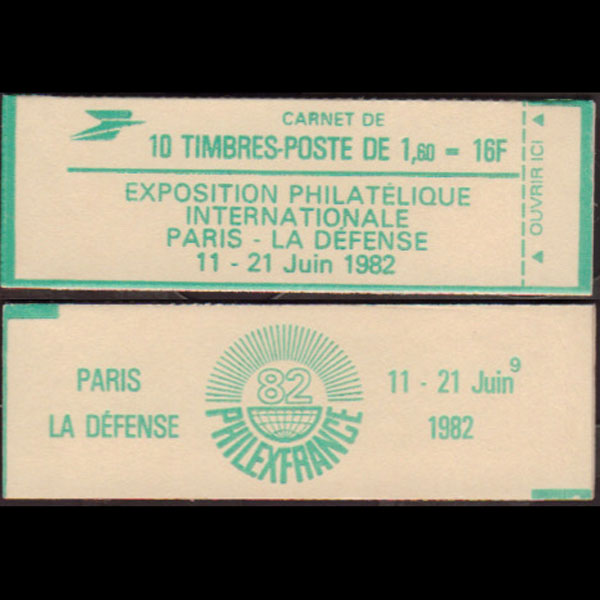 CARNET DE
10 TIMBRES-POSTE DE 1,60 = 16F
EXPOSITION PHILATÉLIQUE
INTERNATIONALE
PARIS - LA DÉFENSE
11 - 21 Juin 1982
OUVRIR ICI
PARIS
LA DÉFENSE
82
PHILEXFRANCE
11 - 21 Juin 9
1982